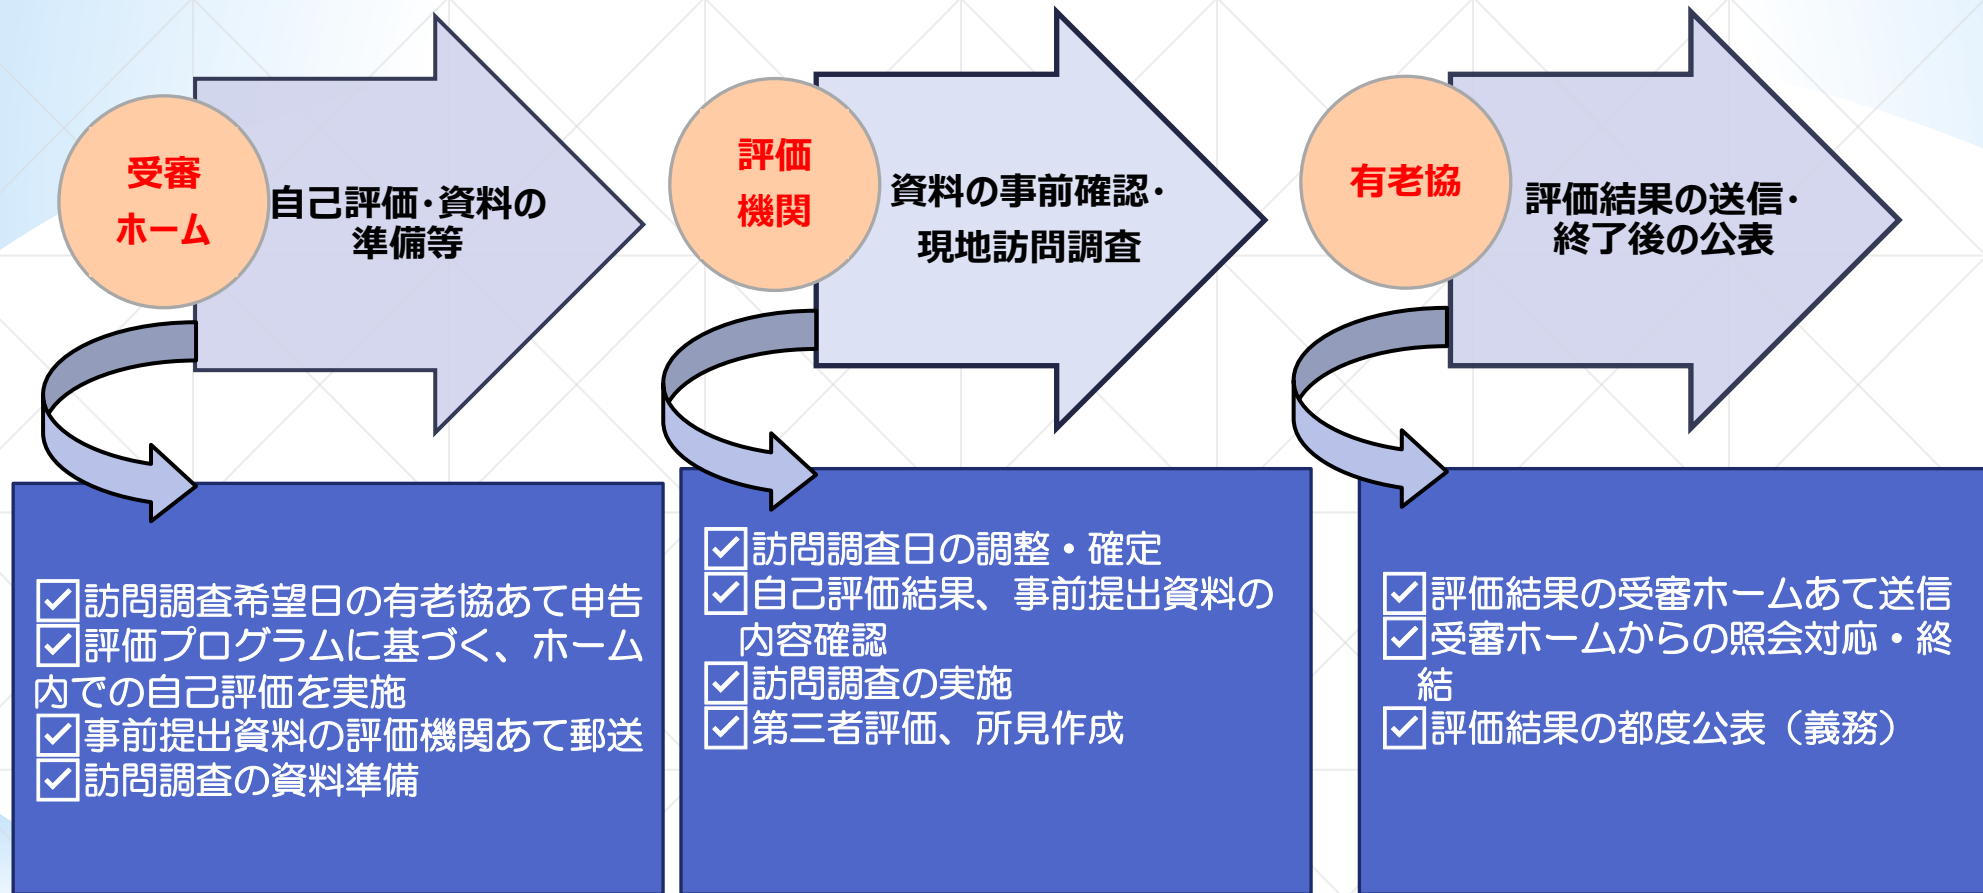 受審
ホーム
自己評価・資料の
準備等
☑訪問調査希望日の有老協あて申告
☑評価プログラムに基づく、ホーム
内での自己評価を実施
☑事前提出資料の評価機関あて郵送
☑訪問調査の資料準備
評価
機関
資料の事前確認・
現地訪問調査
☑訪問調査日の調整・確定
☑自己評価結果、事前提出資料の
内容確認
☑訪問調査の実施
☑第三者評価、所見作成
有老協
評価結果の送信・
終了後の公表
☑評価結果の受審ホームあて送信
☑受審ホームからの照会対応・終
結
☑評価結果の都度公表（義務）